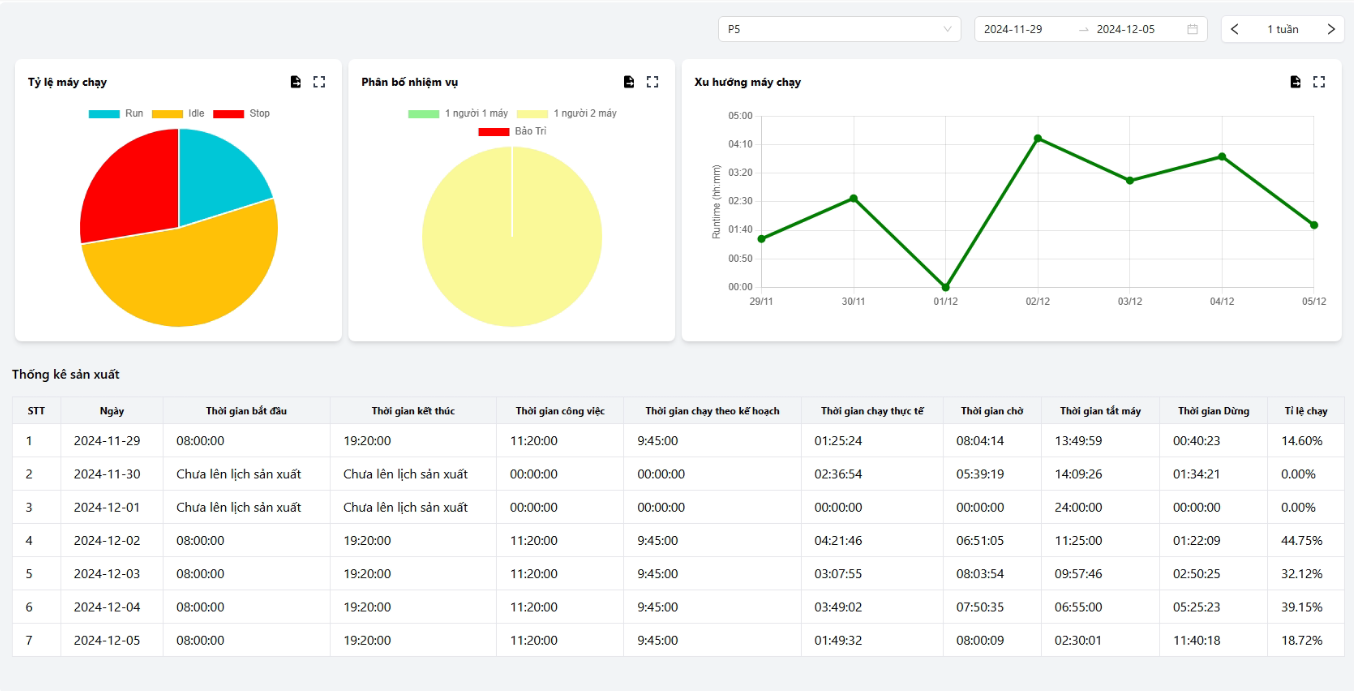 P5
2024-11-29 → 2024-12-05
< 1 tuần >
Tỷ lệ máy chạy
Run Idle Stop
Phân bố nhiệm vụ
1 người 1 máy 1 người 2 máy
Bảo Trì
Xu hướng máy chạy
Runtime (hh:mm)
05:00
04:10
03:20
02:30
01:40
00:50
00:00
29/11 30/11 01/12 02/12 03/12 04/12 05/12
Thống kê sản xuất
STT Ngày Thời gian bắt đầu Thời gian kết thúc Thời gian công việc Thời gian chạy theo kế hoạch Thời gian chạy thực tế Thời gian chờ Thời gian tắt máy Thời gian Dừng Tỉ lệ chạy
1 2024-11-29 08:00:00 19:20:00 11:20:00 9:45:00 01:25:24 08:04:14 13:49:59 00:40:23 14.60%
2 2024-11-30 Chưa lên lịch sản xuất Chưa lên lịch sản xuất 00:00:00 00:00:00 02:36:54 05:39:19 14:09:26 01:34:21 0.00%
3 2024-12-01 Chưa lên lịch sản xuất Chưa lên lịch sản xuất 00:00:00 00:00:00 00:00:00 00:00:00 24:00:00 00:00:00 0.00%
4 2024-12-02 08:00:00 19:20:00 11:20:00 9:45:00 04:21:46 06:51:05 11:25:00 01:22:09 44.75%
5 2024-12-03 08:00:00 19:20:00 11:20:00 9:45:00 03:07:55 08:03:54 09:57:46 02:50:25 32.12%
6 2024-12-04 08:00:00 19:20:00 11:20:00 9:45:00 03:49:02 07:50:35 06:55:00 05:25:23 39.15%
7 2024-12-05 08:00:00 19:20:00 11:20:00 9:45:00 01:49:32 08:00:09 02:30:01 11:40:18 18.72%